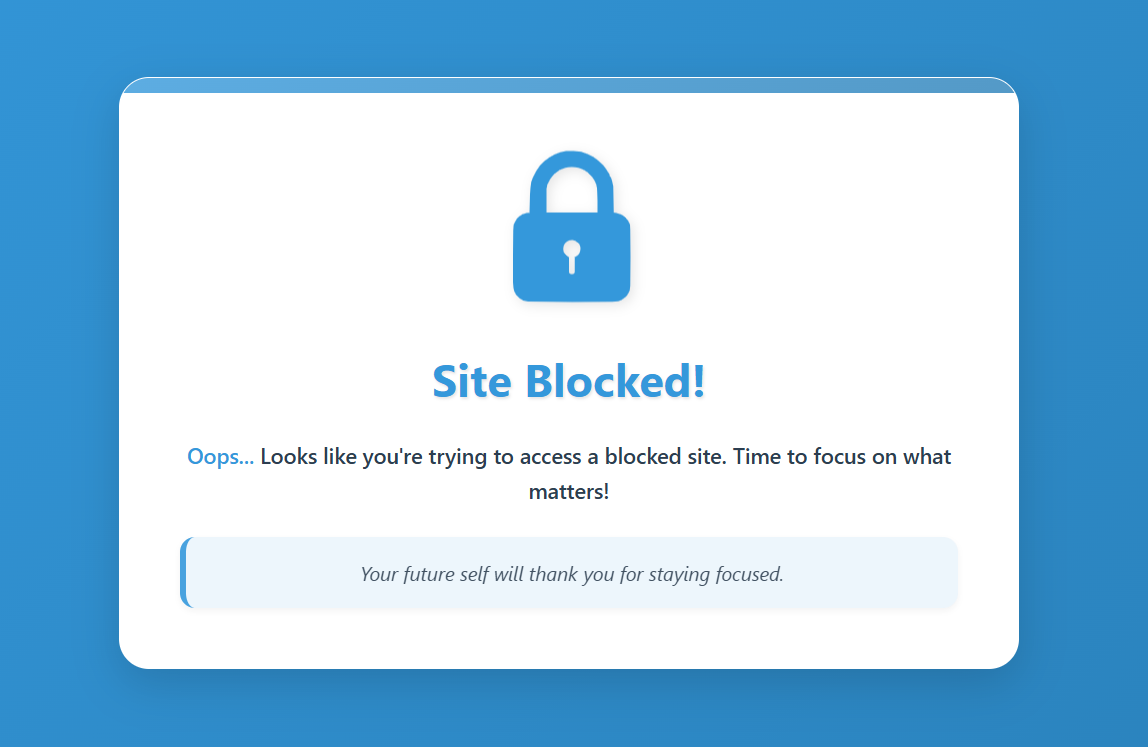 Site Blocked!
Oops... Looks like you're trying to access a blocked site. Time to focus on what
matters!
Your future self will thank you for staying focused.